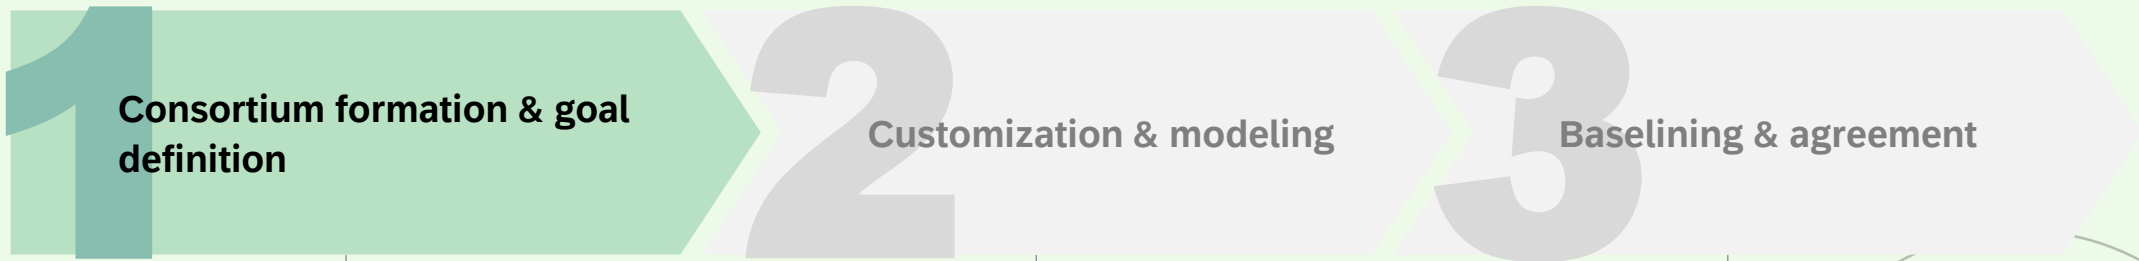 1
Consortium formation & goal
definition
2
Customization & modeling
3
Baselining & agreement